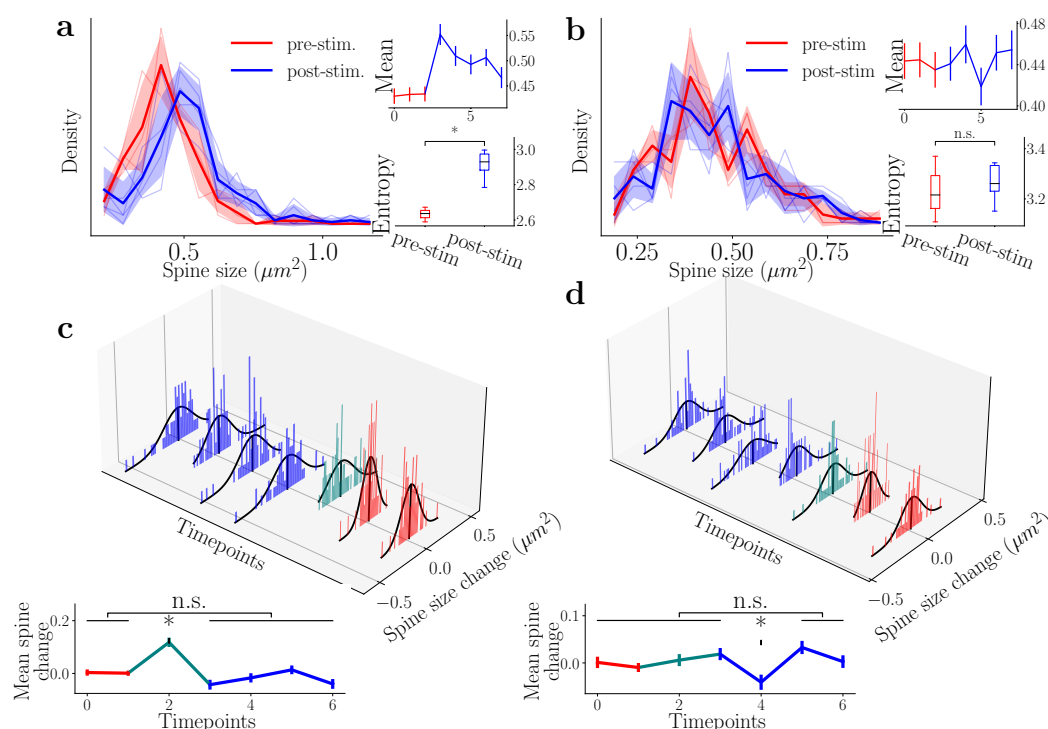 a
pre-stim.
post-stim.
Density
0.5
1.0
Spine size (μm²)
Mean
0.55
0.50
0.45
5
*
Entropy
3.0
2.8
2.6
pre-stim
post-stim
b
pre-stim
post-stim
Density
0.25
0.50
0.75
Spine size (μm²)
Mean
0.48
0.44
0.40
5
n.s.
Entropy
3.4
3.2
pre-stim
post-stim
c
Timepoints
Spine size change (μm²)
−0.5
0.0
0.5
d
Timepoints
Spine size change (μm²)
−0.5
0.0
0.5
n.s.
*
Mean spine
change
0.2
0.0
0
2
4
6
Timepoints
n.s.
*
Mean spine
change
0.1
0.0
0
2
4
6
Timepoints